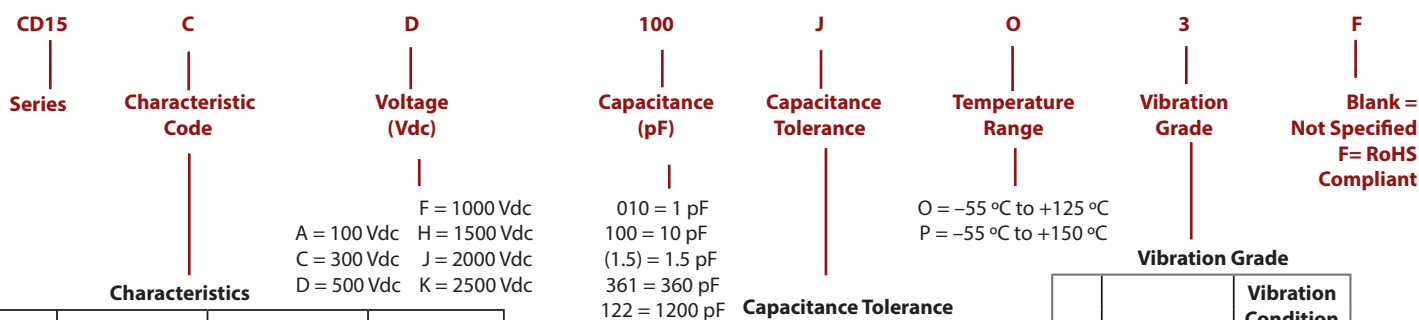 CD15 C D 100 J O 3 F
Series
Characteristic
Code
Voltage
(Vdc)
Capacitance
(pF)
Capacitance
Tolerance
Temperature
Range
Vibration
Grade
Blank =
Not Specified
F= RoHS
Compliant
F = 1000 Vdc
A = 100 Vdc H = 1500 Vdc
C = 300 Vdc J = 2000 Vdc
D = 500 Vdc K = 2500 Vdc
010 = 1 pF
100 = 10 pF
(1.5) = 1.5 pF
361 = 360 pF
122 = 1200 pF
O = –55 ºC to +125 ºC
P = –55 ºC to +150 ºC
Characteristics
Capacitance Tolerance
Vibration Grade
Vibration
Condition